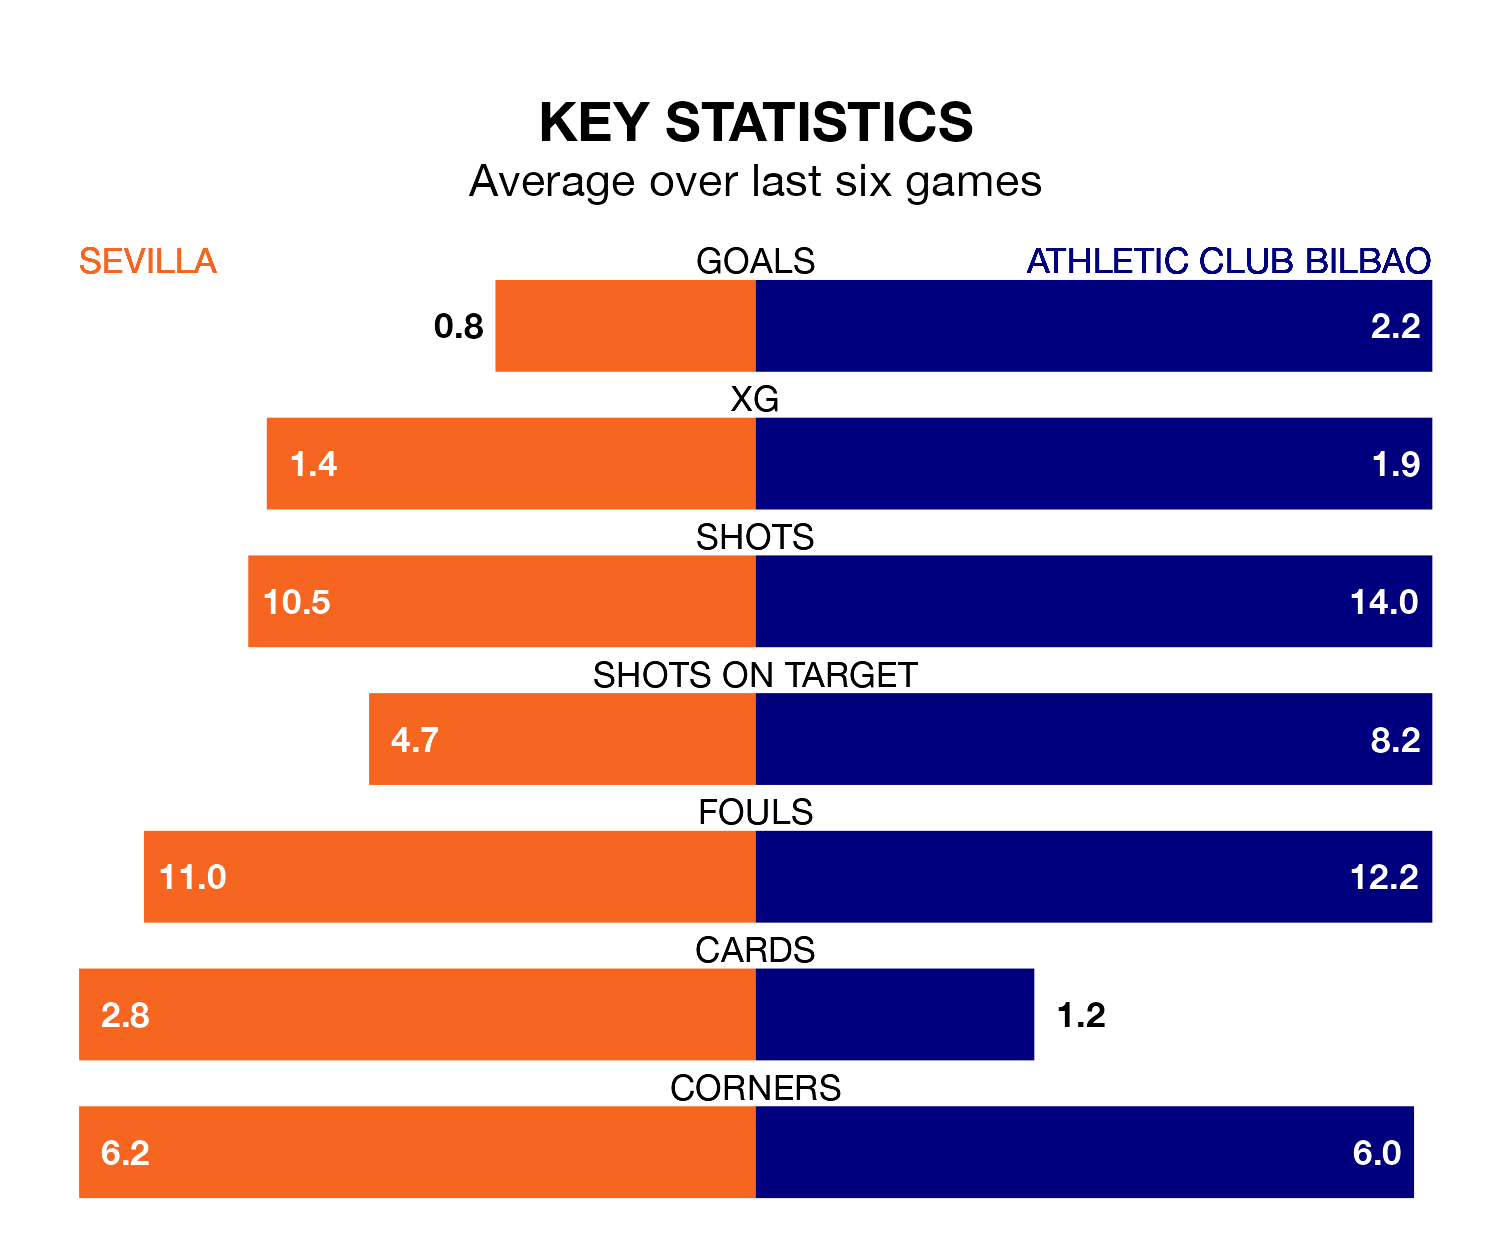 KEY STATISTICS
Average over last six games
SEVILLA GOALS ATHLETIC CLUB BILBAO
0.8 2.2
XG
1.4 1.9
SHOTS
10.5 14.0
SHOTS ON TARGET
4.7 8.2
FOULS
11.0 12.2
CARDS
2.8 1.2
CORNERS
6.2 6.0